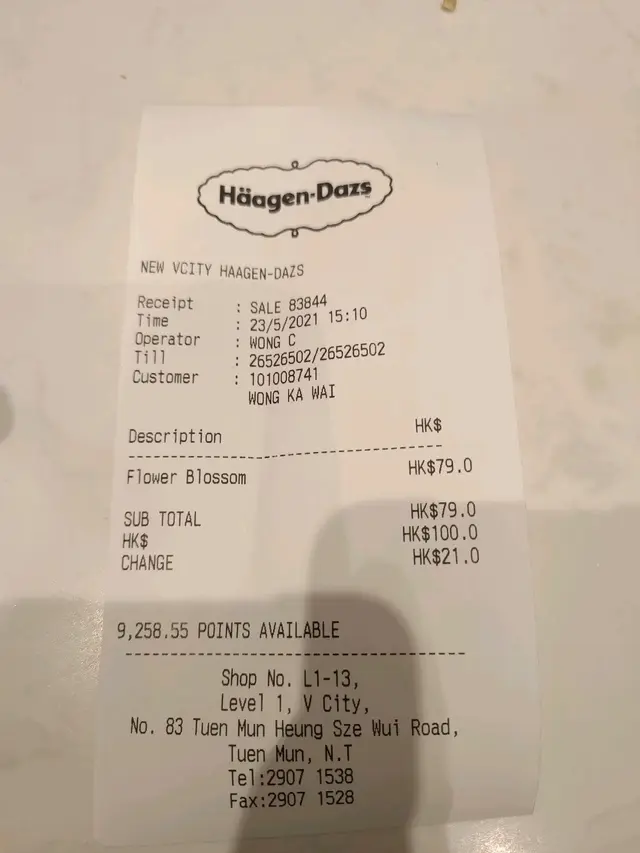 Häagen-Dazs
NEW VCITY HAAGEN-DAZS
Receipt : SALE 83844
Time : 23/5/2021 15:10
Operator : WONG C
Till : 26526502/26526502
Customer : 101008741
WONG KA WAI
Description HK$
Flower Blossom HK$79.0
SUB TOTAL HK$79.0
HK$ HK$100.0
CHANGE HK$21.0
9,258.55 POINTS AVAILABLE
Shop No. L1-13,
Level 1, V City,
No. 83 Tuen Mun Heung Sze Wui Road,
Tuen Mun, N.T
Tel:2907 1538
Fax:2907 1528